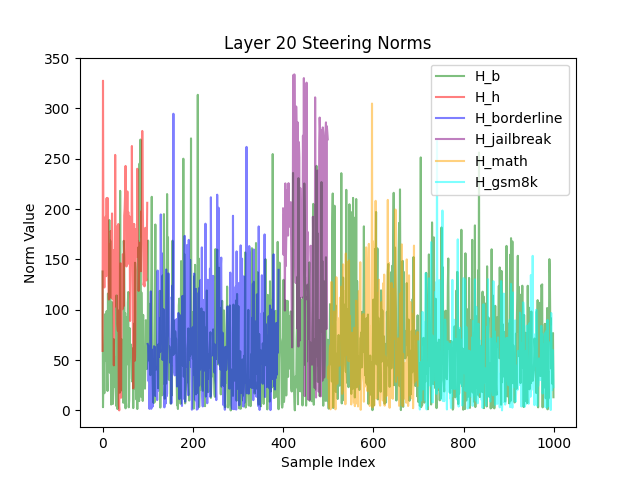 Layer 20 Steering Norms
350
300
250
200
150
100
50
0
Norm Value
H_b
H_h
H_borderline
H_jailbreak
H_math
H_gsm8k
0
200
400
600
800
1000
Sample Index